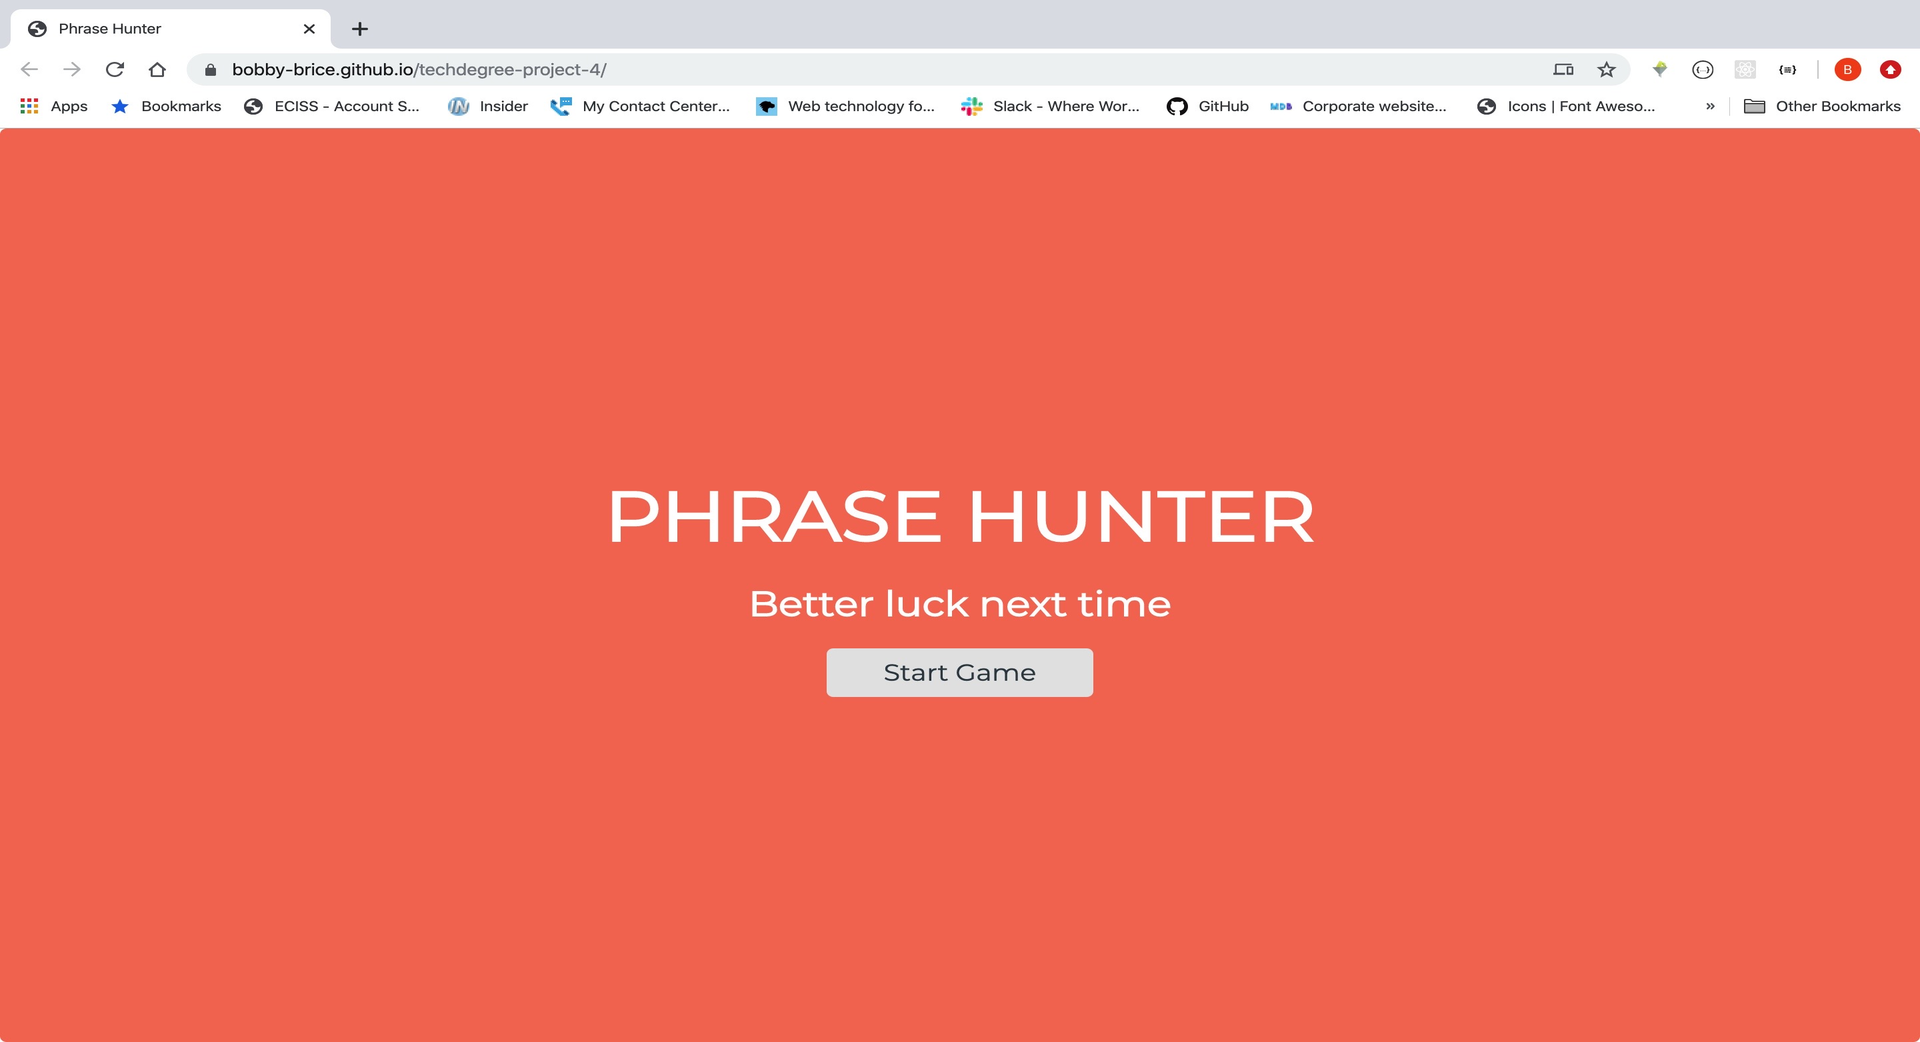 Phrase Hunter
bobby-brice.github.io/techdegree-project-4/
B
Apps Bookmarks ECISS - Account S... Insider My Contact Center... Web technology fo... Slack - Where Wor... GitHub MDB Corporate website... Icons | Font Aweso... » Other Bookmarks
PHRASE HUNTER
Better luck next time
Start Game